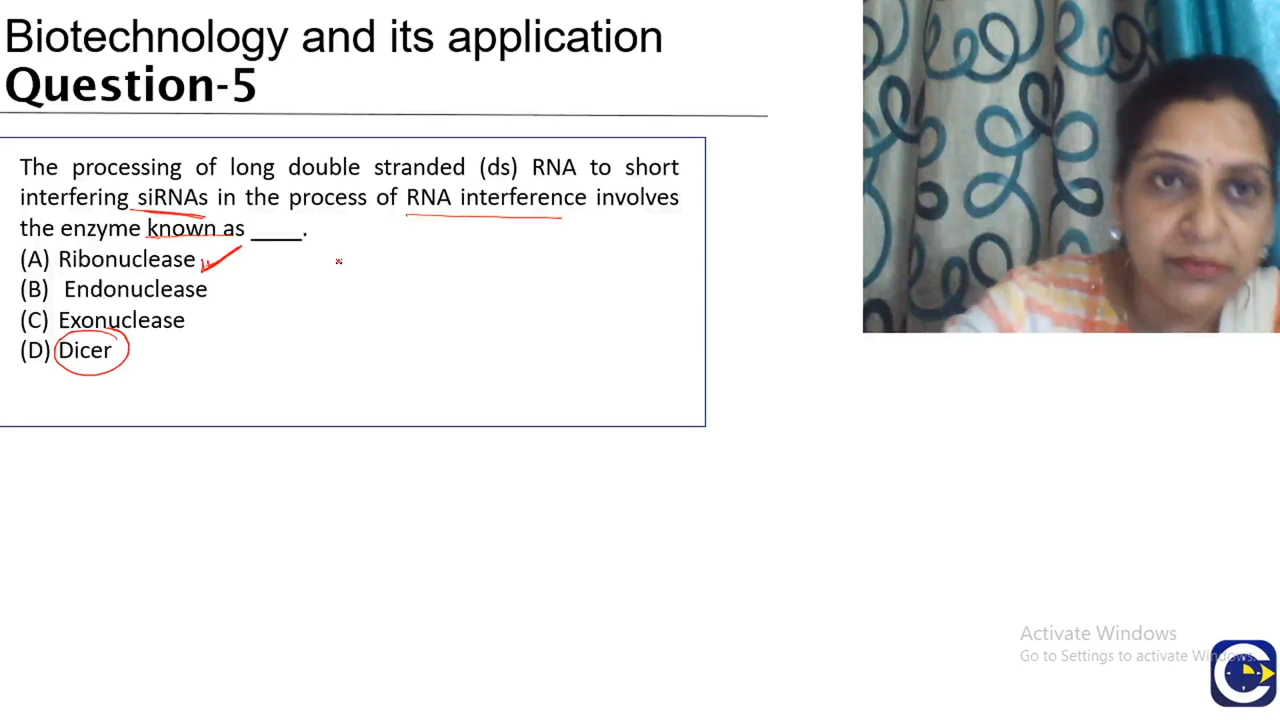 Biotechnology and its application
Question-5
The processing of long double stranded (ds) RNA to short
interfering siRNAs in the process of RNA interference involves
the enzyme known as ____.
(A) Ribonuclease
(B) Endonuclease
(C) Exonuclease
(D) Dicer
Activate Windows
Go to Settings to activate Windows.